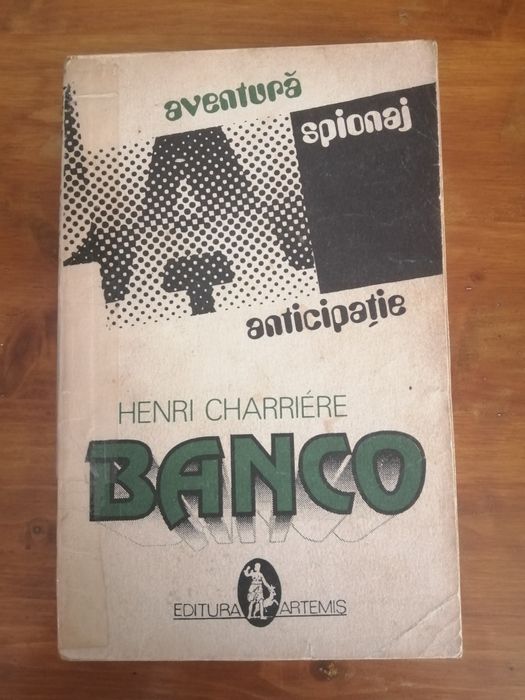 aventură
spionaj
anticipație
HENRI CHARRIÉRE
BANCO
EDITURA ARTEMIS